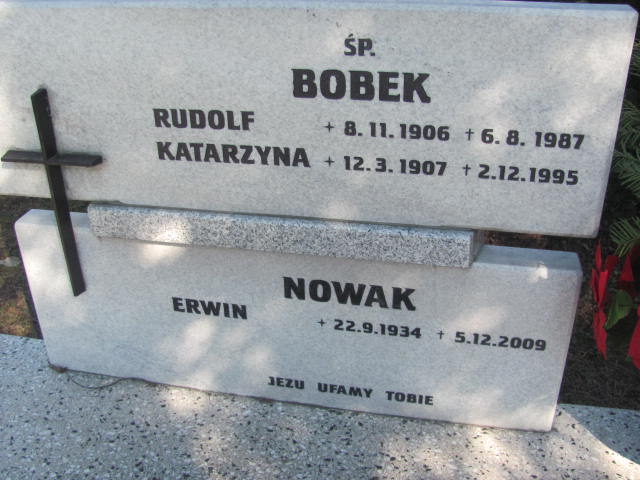 ŚP.
BOBEK
RUDOLF + 8.11.1906 † 6.8.1987
KATARZYNA + 12.3.1907 † 2.12.1995
NOWAK
ERWIN + 22.9.1934 † 5.12.2009
JEZU UFAMY TOBIE